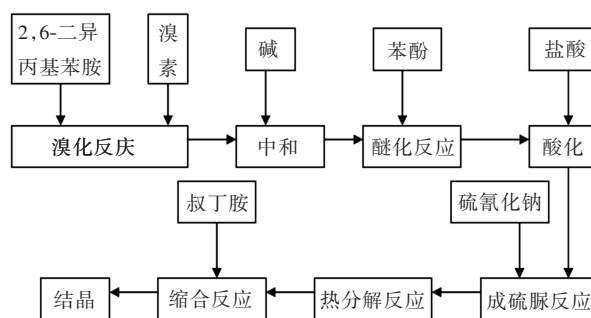 2,6-二异
丙基苯胺
溴
素
碱
苯酚
盐酸
溴化反庆
中和
醚化反应
酸化
叔丁胺
硫氰化钠
结晶
缩合反应
热分解反应
成硫脲反应